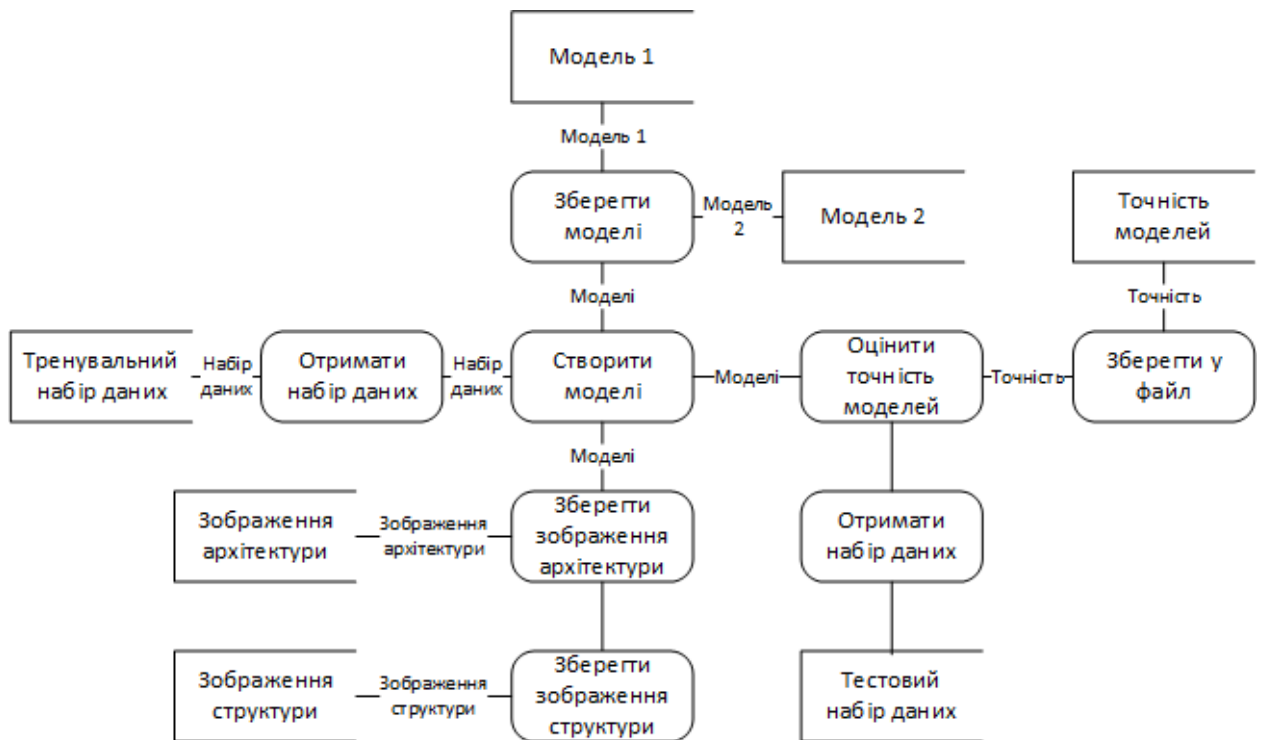 Модель 1
Модель 1
Зберегти
моделі
Модель
2
Модель 2
Точність
моделей
Моделі
Точність
Тренувальний
набір даних
Набір
даних
Отримати
набір даних
Набір
даних
Створити
моделі
Моделі
Оцінити
точність
моделей
Точність
Зберегти у
файл
Моделі
Зображення
архітектури
Зображення
архітектури
Зберегти
зображення
архітектури
Отримати
набір даних
Зображення
структури
Зображення
структури
Зберегти
зображення
структури
Тестовий
набір даних